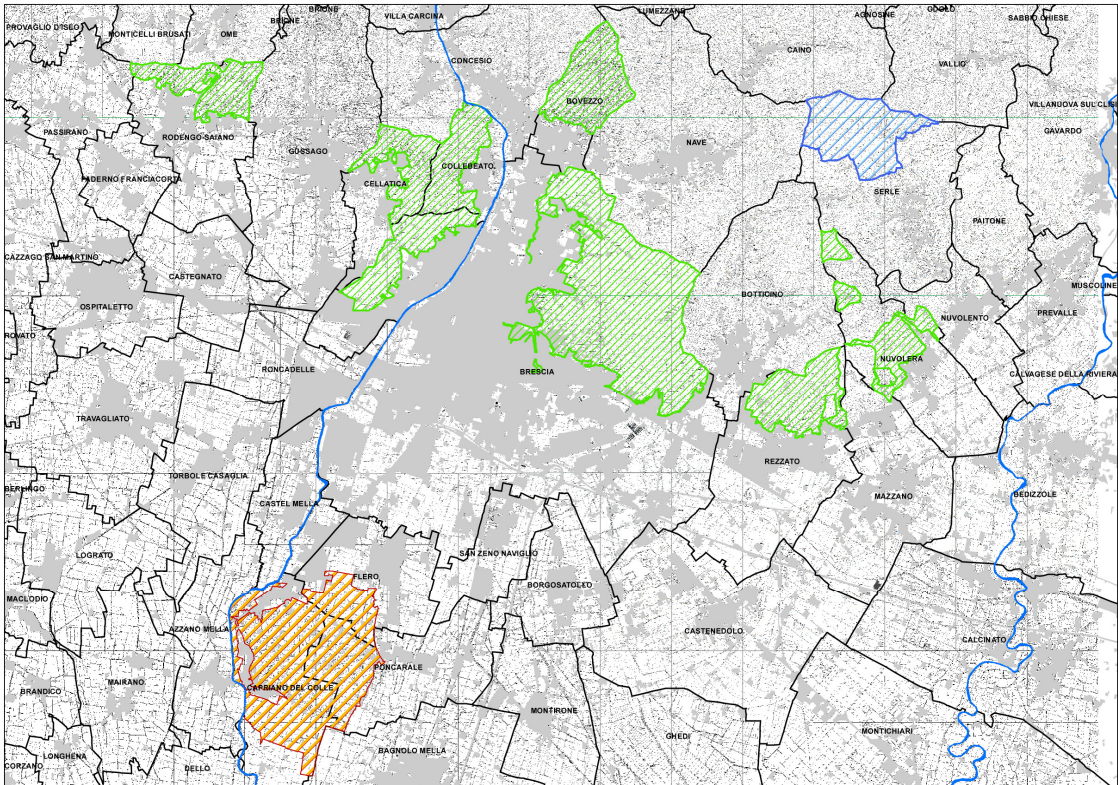 BRIONE
LUMEZZANE
AGNOSINE
ODOLO
VILLA CARCINA
SABBIO CHIESE
BRIONE
PROVAGLIO D'ISEO
MONTICELLI BRUSATI
OME
CAINO
CONCESIO
VALLIO
BOVEZZO
VILLANUOVA SUL CLISI
PASSIRANO
GAVARDO
RODENGO-SAIANO
NAVE
GUSSAGO
COLLEBEATO
PADERNO FRANCIACORTA
CELLATICA
SERLE
PAITONE
CAZZAGO SAN MARTINO
CASTEGNATO
MUSCOLINE
BOTTICINO
OSPITALETTO
PREVALLE
NUVOLENTO
ROVATO
NUVOLERA
RONCADELLE
BRESCIA
CALVAGESE DELLA RIVIERA
TRAVAGLIATO
REZZATO
TORBOLE CASAGLIA
BERLINGO
BEDIZZOLE
MAZZANO
CASTEL MELLA
SAN ZENO NAVIGLIO
LOGRATO
FLERO
BORGOSATOLLO
MACLODIO
AZZANO MELLA
CASTENEDOLO
CALCINATO
PONCARALE
MAIRANO
CAPRIANO DEL COLLE
BRANDICO
MONTIRONE
MONTICHIARI
GHEDI
BAGNOLO MELLA
LONGHENA
CORZANO
DELLO